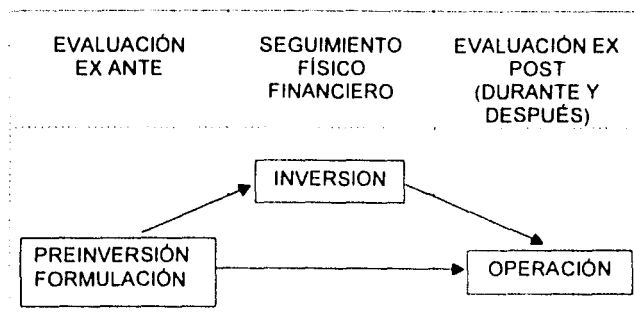 EVALUACIÓN
EX ANTE
SEGUIMIENTO
FÍSICO
FINANCIERO
EVALUACIÓN EX
POST
(DURANTE Y
DESPUÉS)
INVERSION
PREINVERSIÓN
FORMULACIÓN
OPERACIÓN